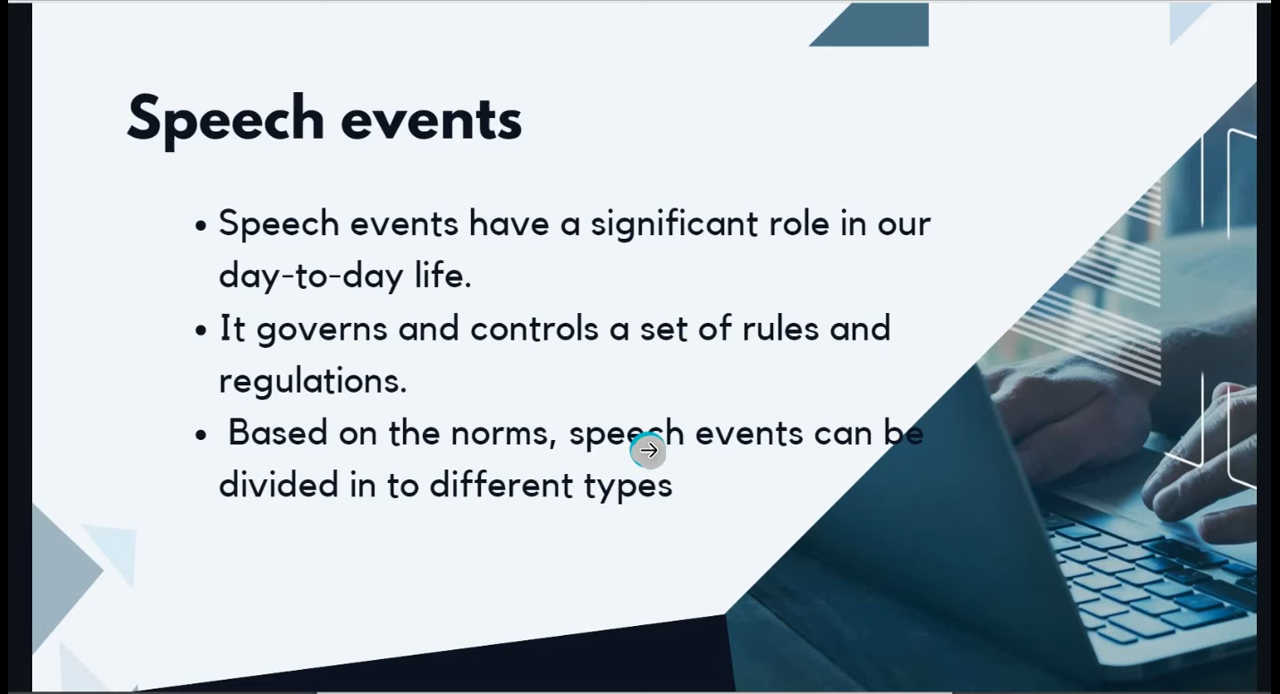 Speech events
• Speech events have a significant role in our
day-to-day life.
• It governs and controls a set of rules and
regulations.
• Based on the norms, speech events can be
divided in to different types